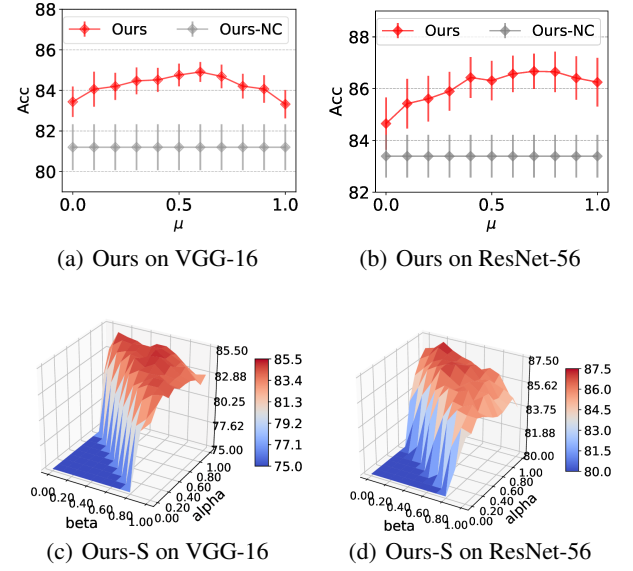 Ours Ours-NC
88
86
84
82
80
Acc
0.0 0.5 1.0
μ
(a) Ours on VGG-16
Ours Ours-NC
88
86
84
82
Acc
0.0 0.5 1.0
μ
(b) Ours on ResNet-56
85.50
82.88
80.25
77.62
75.00
0.00 0.20 0.40 0.60 0.80 1.00
beta
0.00 0.20 0.40 0.60 0.80 1.00
alpha
85.5
83.4
81.3
79.2
77.1
75.0
(c) Ours-S on VGG-16
87.50
85.62
83.75
81.88
80.00
0.00 0.20 0.40 0.60 0.80 1.00
beta
0.00 0.20 0.40 0.60 0.80 1.00
alpha
87.5
86.0
84.5
83.0
81.5
80.0
(d) Ours-S on ResNet-56